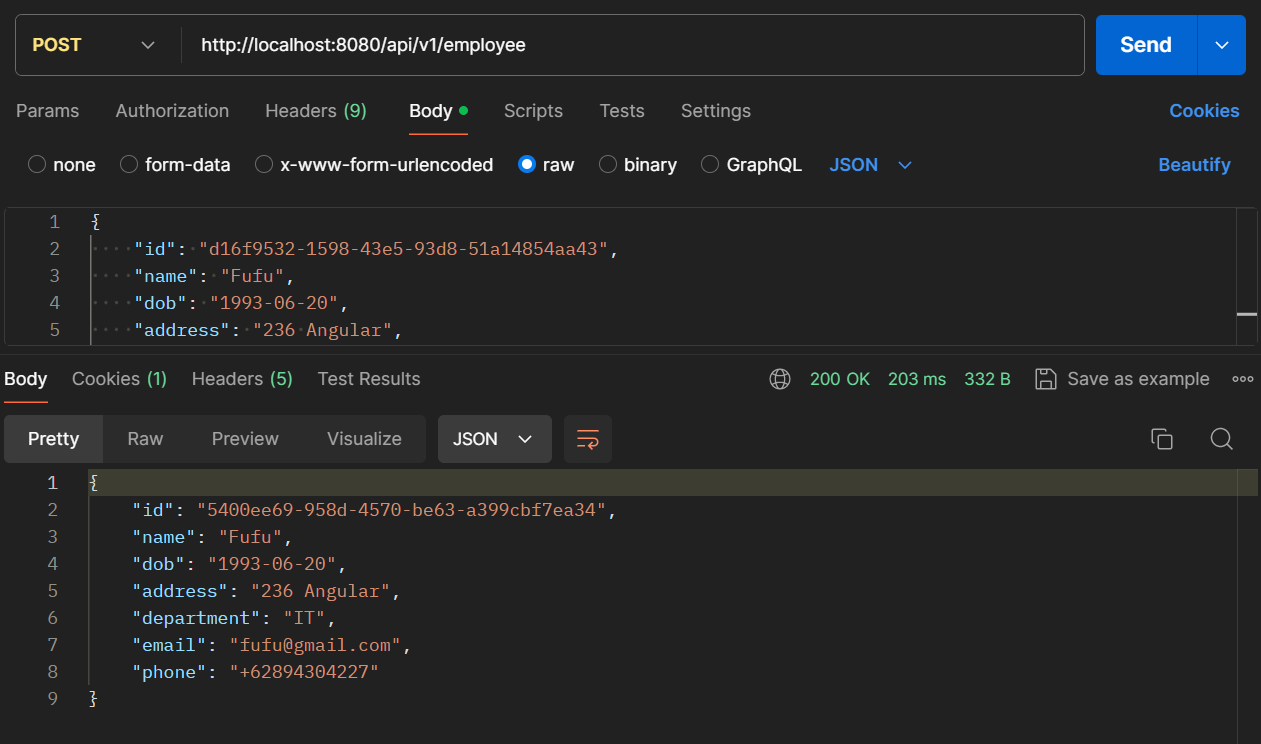 POST http://localhost:8080/api/v1/employee Send
Params Authorization Headers (9) Body Scripts Tests Settings Cookies
none form-data x-www-form-urlencoded raw binary GraphQL JSON Beautify
1 {
2 "id": "d16f9532-1598-43e5-93d8-51a14854aa43",
3 "name": "Fufu",
4 "dob": "1993-06-20",
5 "address": "236 Angular",
Body Cookies (1) Headers (5) Test Results 200 OK 203 ms 332 B Save as example
Pretty Raw Preview Visualize JSON
1 {
2 "id": "5400ee69-958d-4570-be63-a399cbf7ea34",
3 "name": "Fufu",
4 "dob": "1993-06-20",
5 "address": "236 Angular",
6 "department": "IT",
7 "email": "fufu@gmail.com",
8 "phone": "+62894304227"
9 }